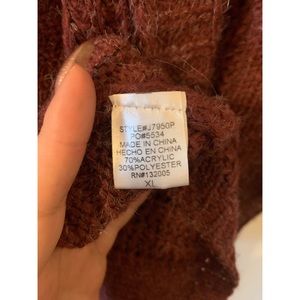 STYLE#J7950P
PO#5534
MADE IN CHINA
HECHO EN CHINA
70%ACRYLIC
30%POLYESTER
RN#132005
XL